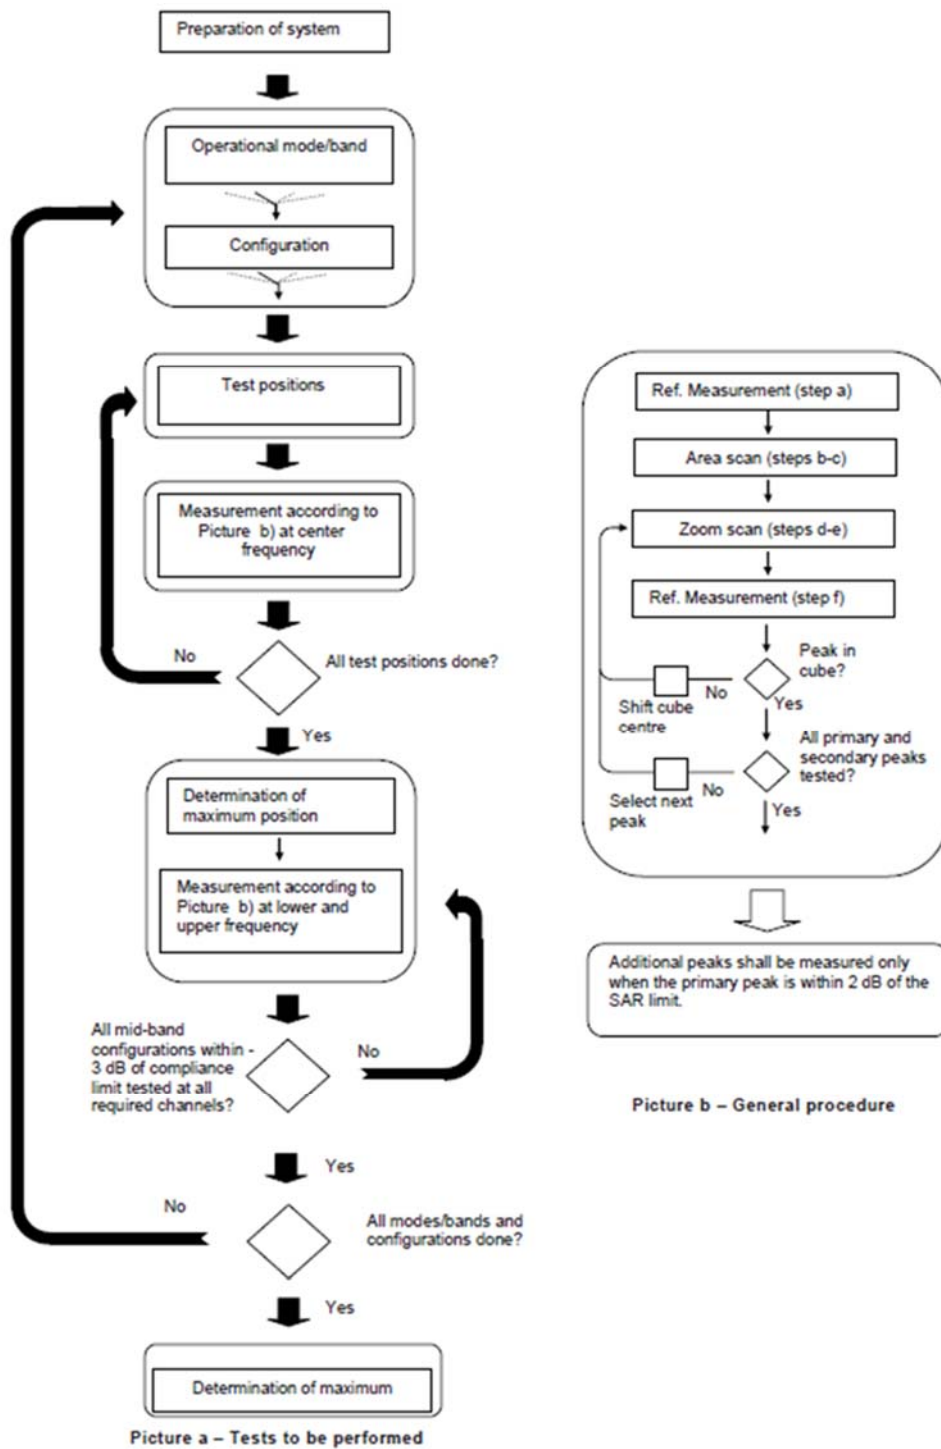 Preparation of system
Operational mode/band
Configuration
Test positions
Measurement according to
Picture b) at center
frequency
No
All test positions done?
Yes
Determination of
maximum position
Measurement according to
Picture b) at lower and
upper frequency
All mid-band
configurations within -
3 dB of compliance
limit tested at all
required channels?
No
Yes
No
All modes/bands and
configurations done?
Yes
Determination of maximum
Picture a – Tests to be performed
Ref. Measurement (step a)
Area scan (steps b-c)
Zoom scan (steps d-e)
Ref. Measurement (step f)
Peak in
cube?
No
Shift cube
centre
Yes
All primary and
secondary peaks
tested?
No
Select next
peak
Yes
Additional peaks shall be measured only
when the primary peak is within 2 dB of the
SAR limit.
Picture b – General procedure